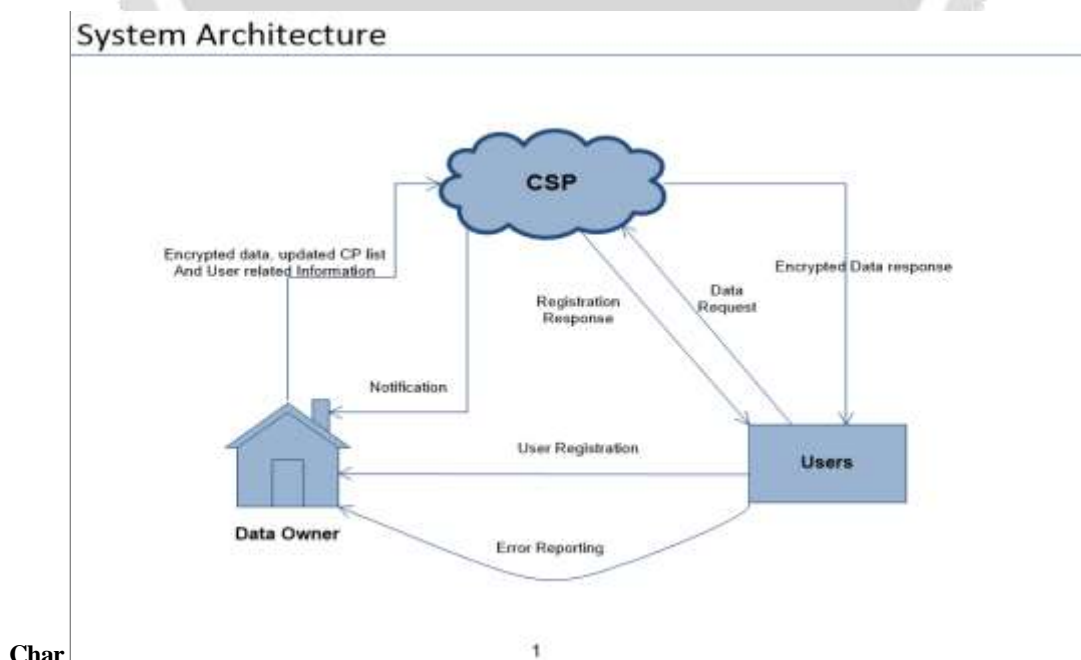 System Architecture
CSP
Encrypted data, updated CP list
And User related Information
Encrypted Data response
Data
Request
Registration
Response
Notification
User Registration
Users
Data Owner
Error Reporting
1
Char